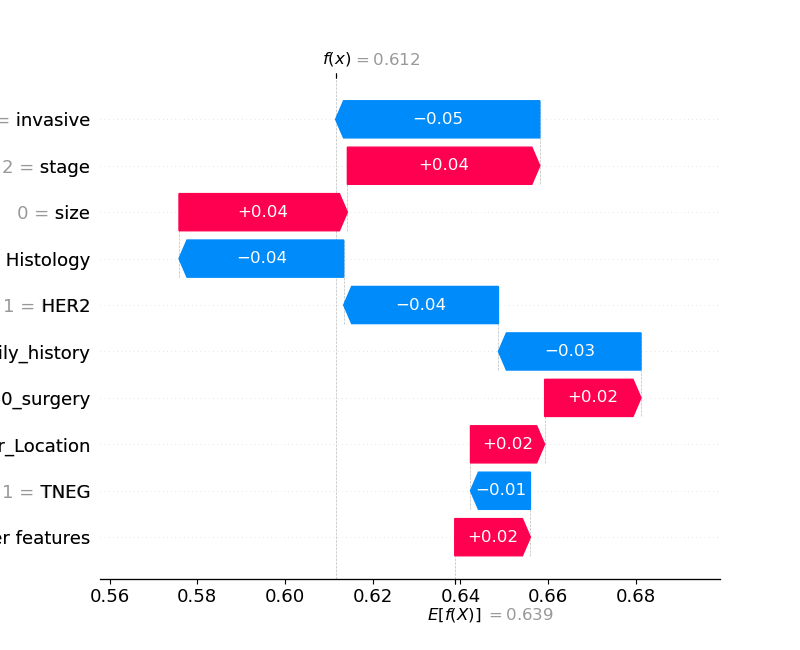 f(x) = 0.612
= invasive −0.05
2 = stage +0.04
0 = size +0.04
Histology −0.04
1 = HER2 −0.04
ily_history −0.03
0_surgery +0.02
r_Location +0.02
1 = TNEG −0.01
er features +0.02
0.56 0.58 0.60 0.62 0.64 0.66 0.68
E[f(X)] = 0.639